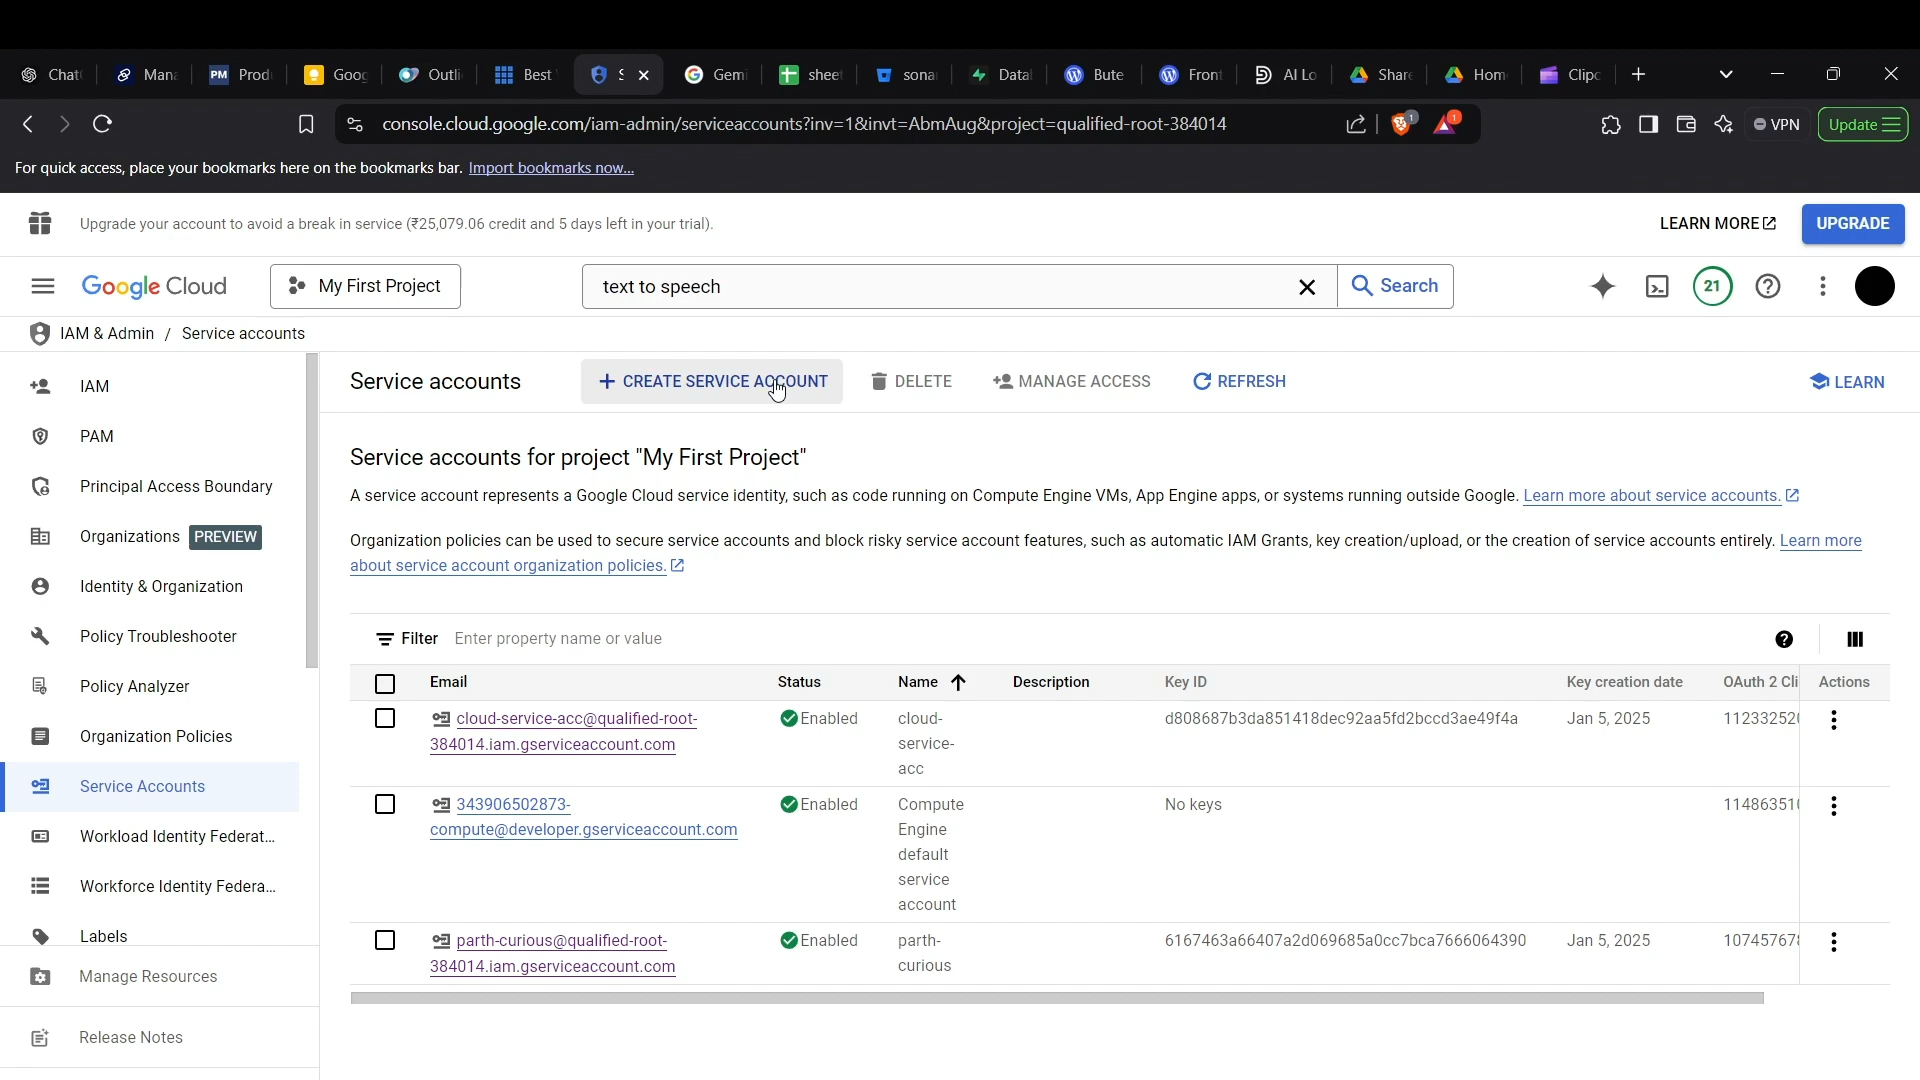 Chat
Mana
PM Prod
Goog
Outli
Best
S
Gemi
sheet
sonar
Datal
Bute
Front
AI Lo
Share
Hom
Clipc
console.cloud.google.com/iam-admin/serviceaccounts?inv=1&invt=AbmAug&project=qualified-root-384014
1
1
VPN
Update
For quick access, place your bookmarks here on the bookmarks bar. Import bookmarks now...
Upgrade your account to avoid a break in service (₹25,079.06 credit and 5 days left in your trial).
LEARN MORE
UPGRADE
Google Cloud
My First Project
text to speech
Search
21
IAM & Admin / Service accounts
IAM
PAM
Principal Access Boundary
Organizations PREVIEW
Identity & Organization
Policy Troubleshooter
Policy Analyzer
Organization Policies
Service Accounts
Workload Identity Federat...
Workforce Identity Federa...
Labels
Manage Resources
Release Notes
Service accounts
+ CREATE SERVICE ACCOUNT
DELETE
MANAGE ACCESS
REFRESH
LEARN
Service accounts for project "My First Project"
A service account represents a Google Cloud service identity, such as code running on Compute Engine VMs, App Engine apps, or systems running outside Google. Learn more about service accounts.
Organization policies can be used to secure service accounts and block risky service account features, such as automatic IAM Grants, key creation/upload, or the creation of service accounts entirely. Learn more
about service account organization policies.
Filter Enter property name or value
Email Status Name Description Key ID Key creation date OAuth 2 Cli Actions
cloud-service-acc@qualified-root- Enabled cloud- d808687b3da851418dec92aa5fd2bccd3ae49f4a Jan 5, 2025 11233252
384014.iam.gserviceaccount.com service-
acc
343906502873- Enabled Compute No keys 11486351
compute@developer.gserviceaccount.com Engine
default
service
account
parth-curious@qualified-root- Enabled parth- 6167463a66407a2d069685a0cc7bca7666064390 Jan 5, 2025 10745767
384014.iam.gserviceaccount.com curious